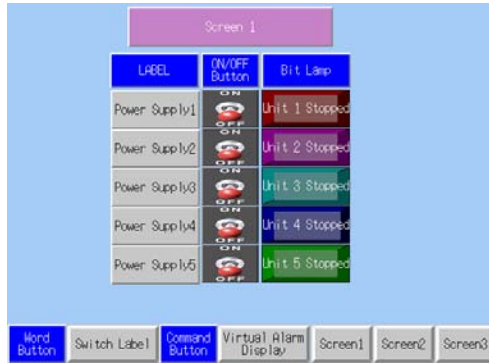 Screen 1
LABEL
ON/OFF
Button
Bit Lamp
Power Supply1
ON
OFF
Unit 1 Stopped
Power Supply2
ON
OFF
Unit 2 Stopped
Power Supply3
ON
OFF
Unit 3 Stopped
Power Supply4
ON
OFF
Unit 4 Stopped
Power Supply5
ON
OFF
Unit 5 Stopped
Word
Button
Switch Label
Command
Button
Virtual Alarm
Display
Screen1
Screen2
Screen3